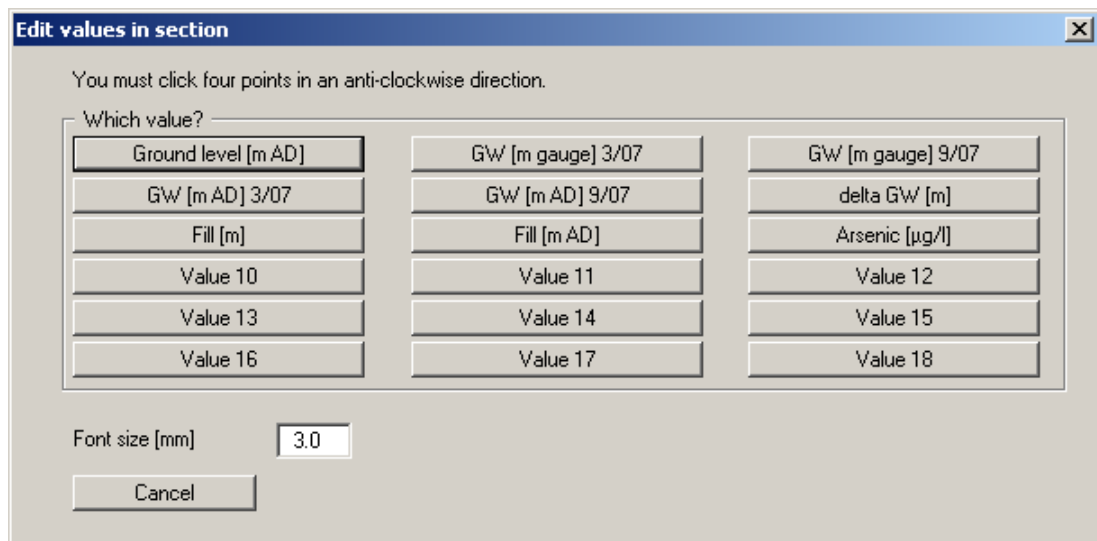 Edit values in section
You must click four points in an anti-clockwise direction.
Which value?
Ground level [m AD] GW [m gauge] 3/07 GW [m gauge] 9/07
GW [m AD] 3/07 GW [m AD] 9/07 delta GW [m]
Fill [m] Fill [m AD] Arsenic [µg/l]
Value 10 Value 11 Value 12
Value 13 Value 14 Value 15
Value 16 Value 17 Value 18
Font size [mm] 3.0
Cancel